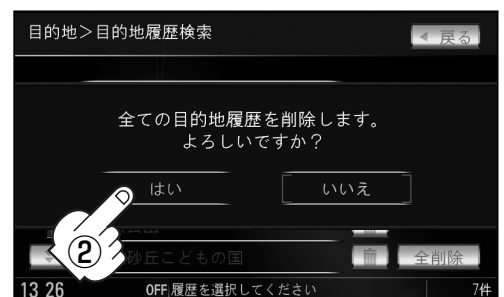 目的地>目的地履歴検索
戻る
全ての目的地履歴を削除します。
よろしいですか？
はい
いいえ
②
砂丘こどもの国
全削除
13 26
OFF 履歴を選択してください
7件